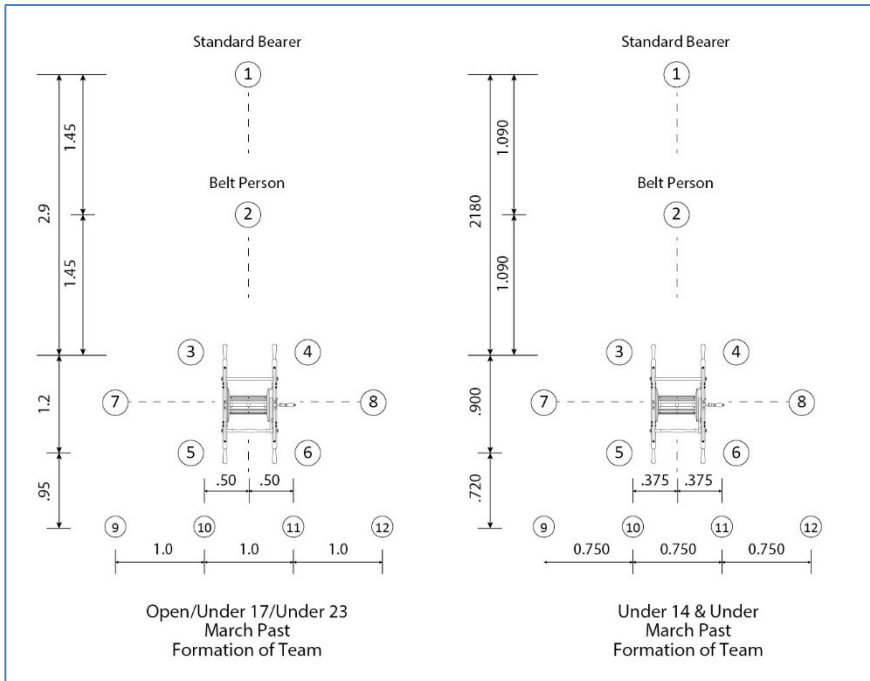 Standard Bearer
1
1.45
2.9
Belt Person
2
1.45
3
4
1.2
7
8
5
6
.50 .50
.95
9 10 11 12
1.0 1.0 1.0
Open/Under 17/Under 23
March Past
Formation of Team
Standard Bearer
1
1.090
2180
Belt Person
2
1.090
3
4
.900
7
8
5
6
.375 .375
.720
9 10 11 12
0.750 0.750 0.750
Under 14 & Under
March Past
Formation of Team